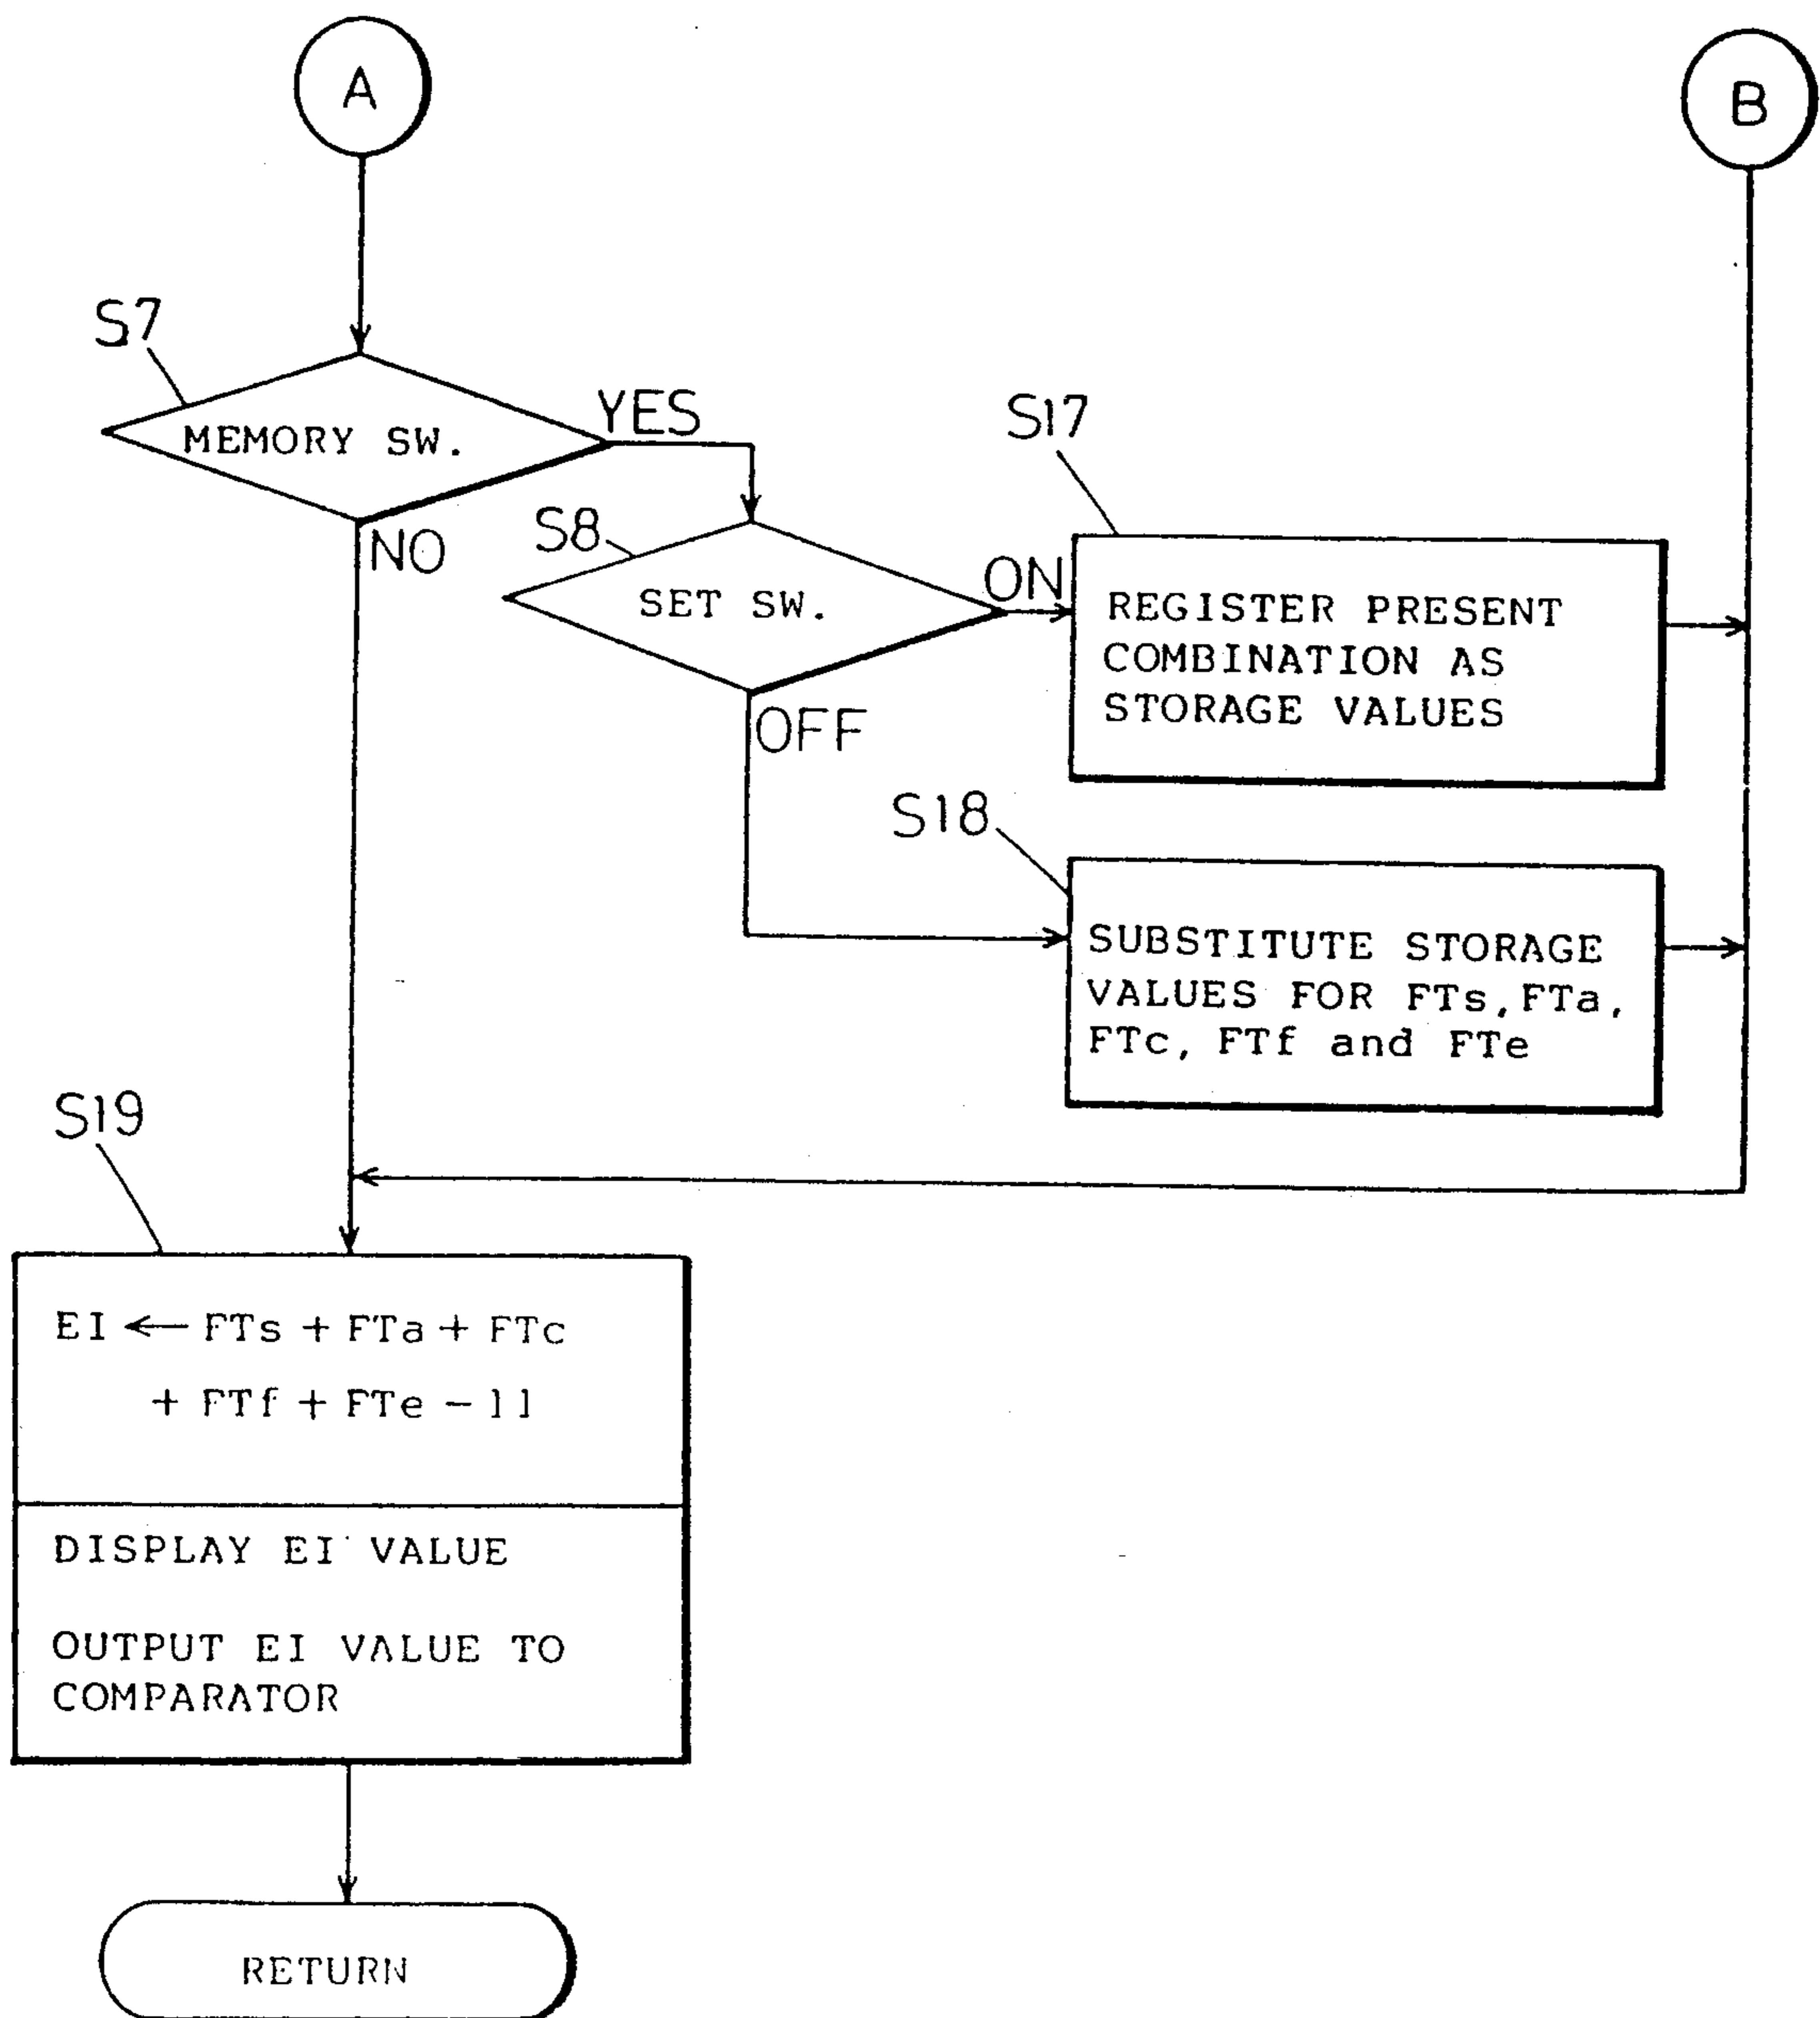 A
B
S7
MEMORY SW.
YES
NO
S8
SET SW.
ON
OFF
S17
REGISTER PRESENT
COMBINATION AS
STORAGE VALUES
S18
SUBSTITUTE STORAGE
VALUES FOR FTs, FTa,
FTc, FTf and FTe
S19
EI ← FTs + FTa + FTc
+ FTf + FTe - 11
DISPLAY EI VALUE
OUTPUT EI VALUE TO
COMPARATOR
RETURN